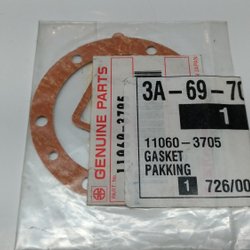 GENUINE PARTS
11060-3705
3A-69-70
1
11060-3705
GASKET
PAKKING
1 726/00